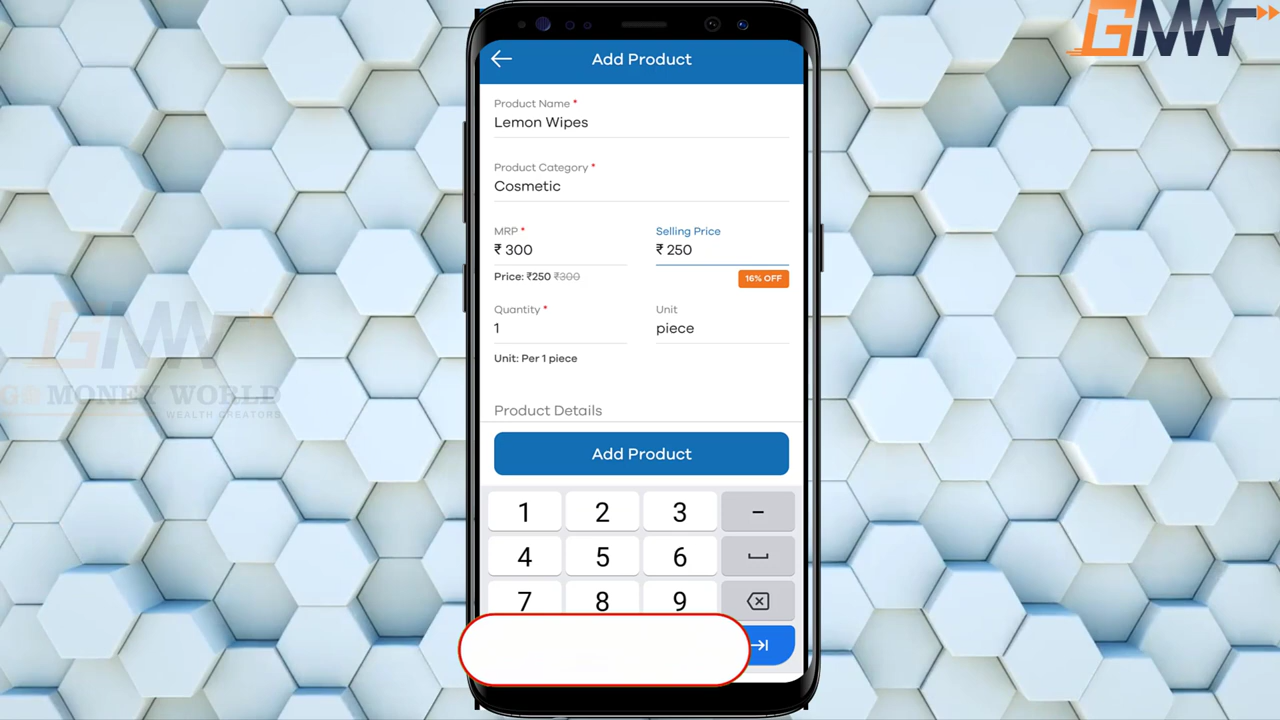 GMW
Add Product
Product Name *
Lemon Wipes
Product Category *
Cosmetic
MRP *
Selling Price
₹ 300
₹ 250
Price: ₹250 ₹300
16% OFF
Quantity *
Unit
1
piece
Unit: Per 1 piece
Product Details
Add Product
1 2 3 –
4 5 6
7 8 9
GMW
GO MONEY WORLD
WEALTH CREATORS